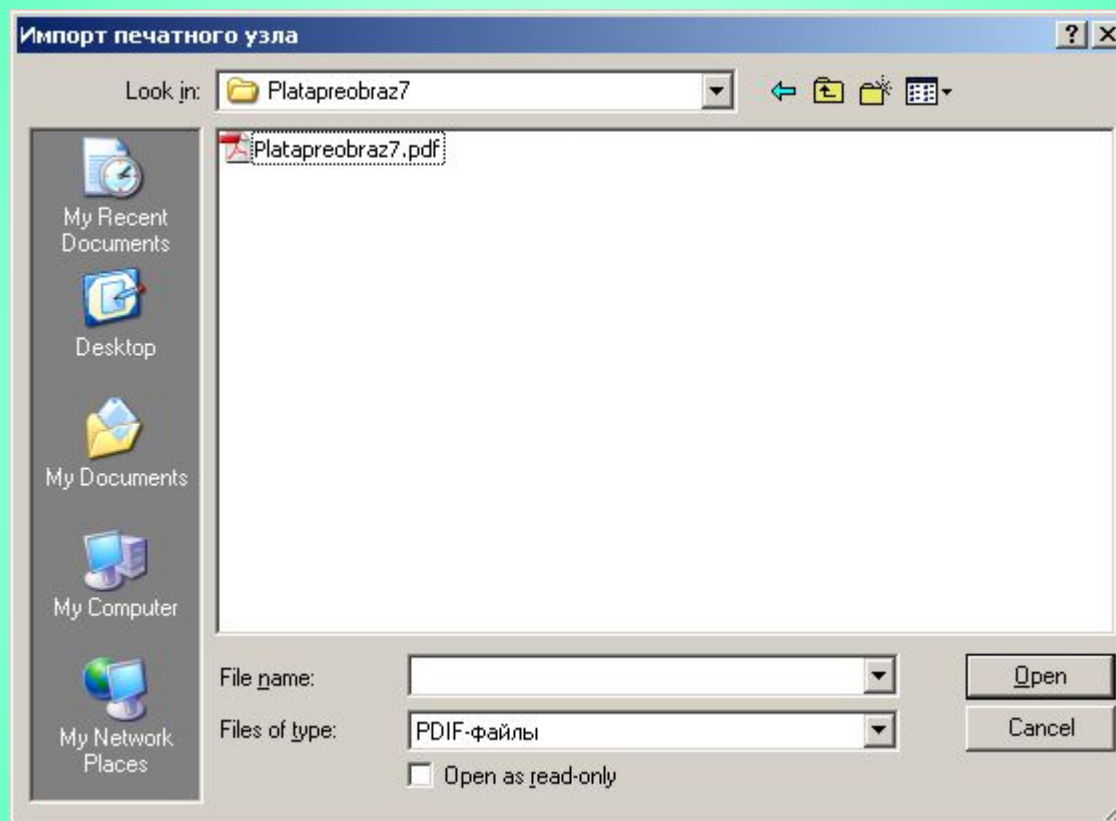 Импорт печатного узла
Look in: Platapreobraz7
Platapreobraz7.pdf
My Recent
Documents
Desktop
My Documents
My Computer
My Network
Places
File name:
Open
Files of type: PDIF-файлы
Cancel
Open as read-only